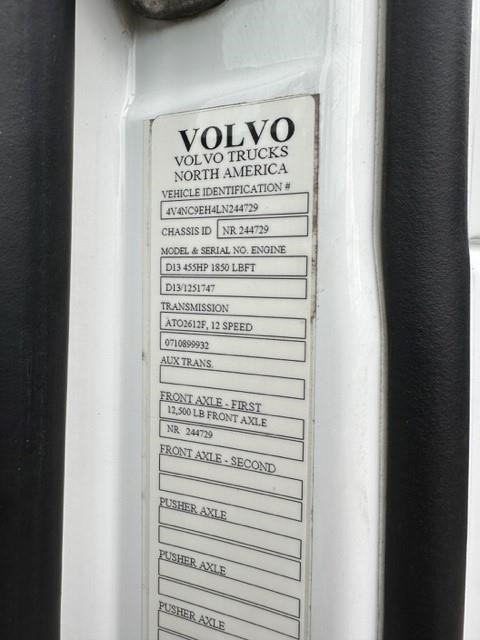 VOLVO
VOLVO TRUCKS
NORTH AMERICA
VEHICLE IDENTIFICATION #
4V4NC9EH4LN244729
CHASSIS ID NR 244729
MODEL & SERIAL NO. ENGINE
D13 455HP 1850 LBFT
D13/1251747
TRANSMISSION
ATO2612F, 12 SPEED
0710899932
AUX TRANS.
FRONT AXLE - FIRST
12,500 LB FRONT AXLE
NR 244729
FRONT AXLE - SECOND
PUSHER AXLE
PUSHER AXLE
PUSHER AXLE